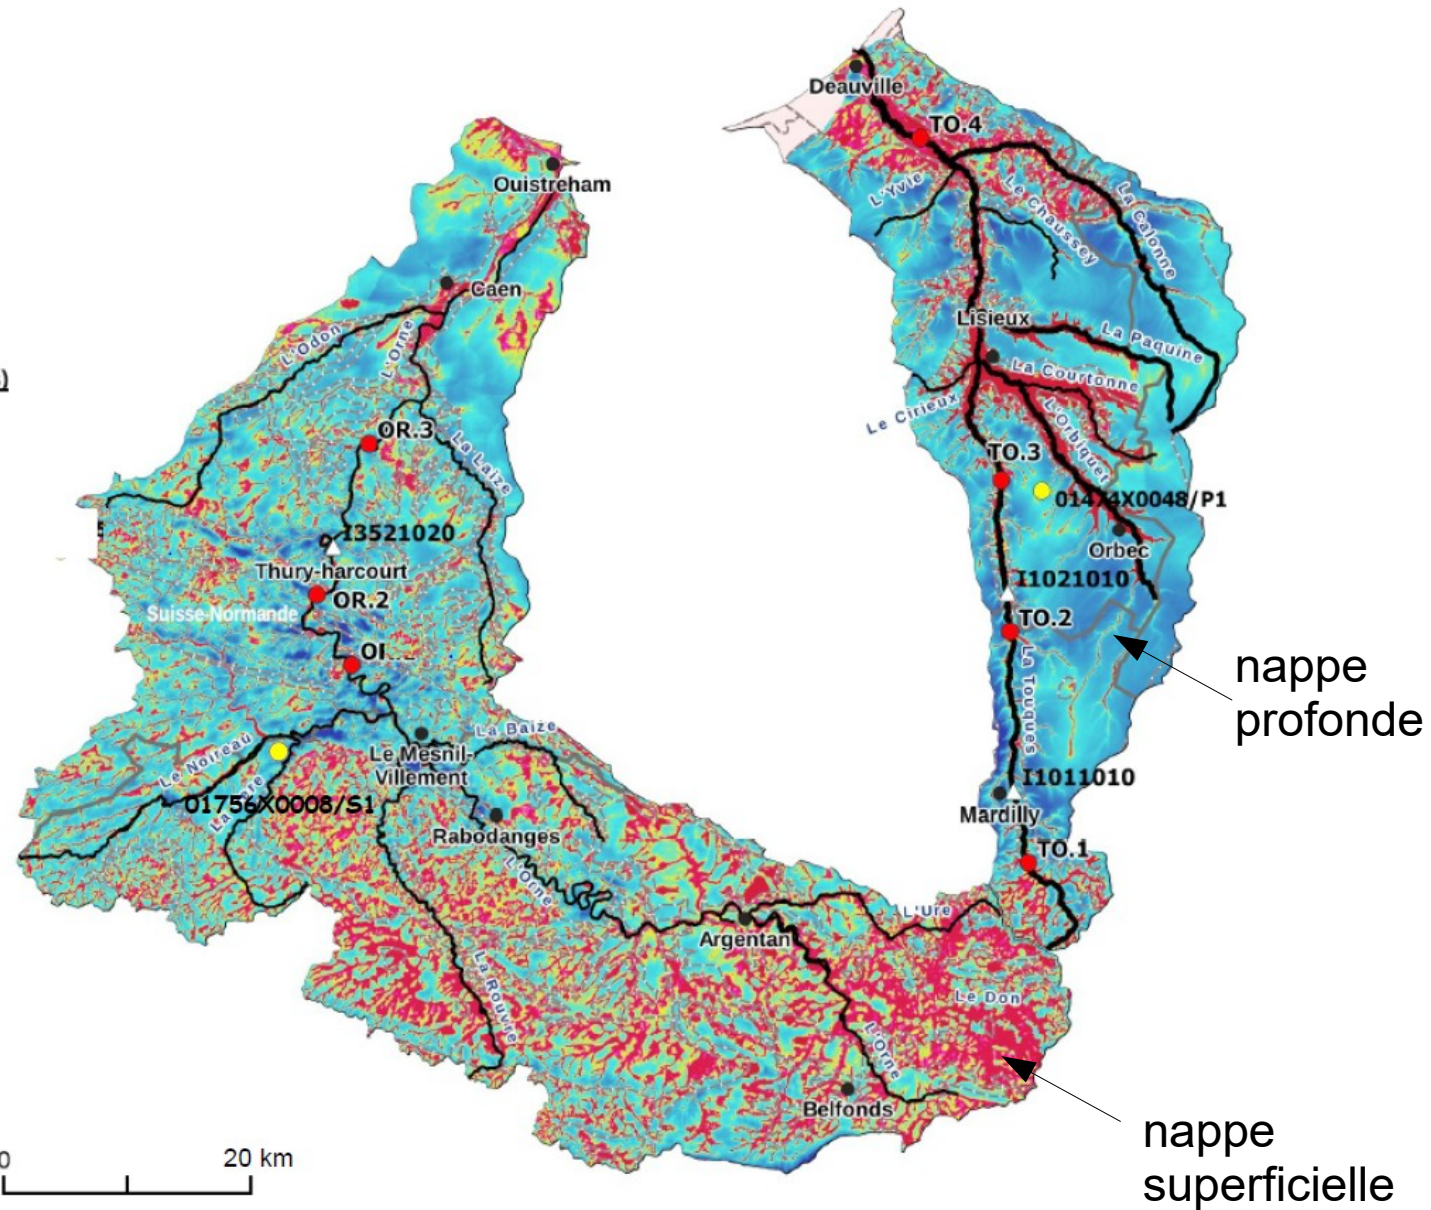 Deauville
TO.4
L'Yvie
Le Chaussey
La Calonne
Ouistreham
Caen
L'Odon
L'Orne
Lisieux
La Paquine
La Courtonne
Le Cirieux
L'Orbiquet
)
OR.3
La Laize
TO.3
01474X0048/P1
I3521020
Orbec
Thury-harcourt
I1021010
OR.2
Suisse-Normande
TO.2
La Touques
nappe
profonde
La Baize
Le Noireau
Le Mesnil-
Villement
I1011010
01756X0008/S1
Mardilly
Rabodanges
TO.1
L'Orne
L'Ure
Argentan
La Rouvre
Le Don
L'Orne
Belfonds
nappe
superficielle
0
20 km